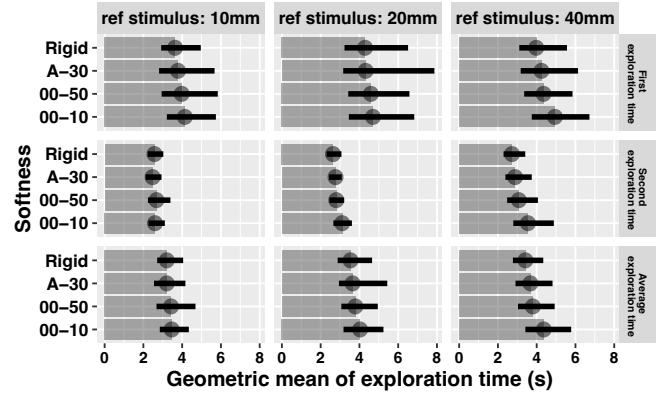 ref stimulus: 10mm ref stimulus: 20mm ref stimulus: 40mm
Rigid
A−30
00−50
00−10
First
exploration time
Rigid
A−30
00−50
00−10
Second
exploration time
Rigid
A−30
00−50
00−10
Average
exploration time
Softness
0 2 4 6 8 0 2 4 6 8 0 2 4 6 8
Geometric mean of exploration time (s)